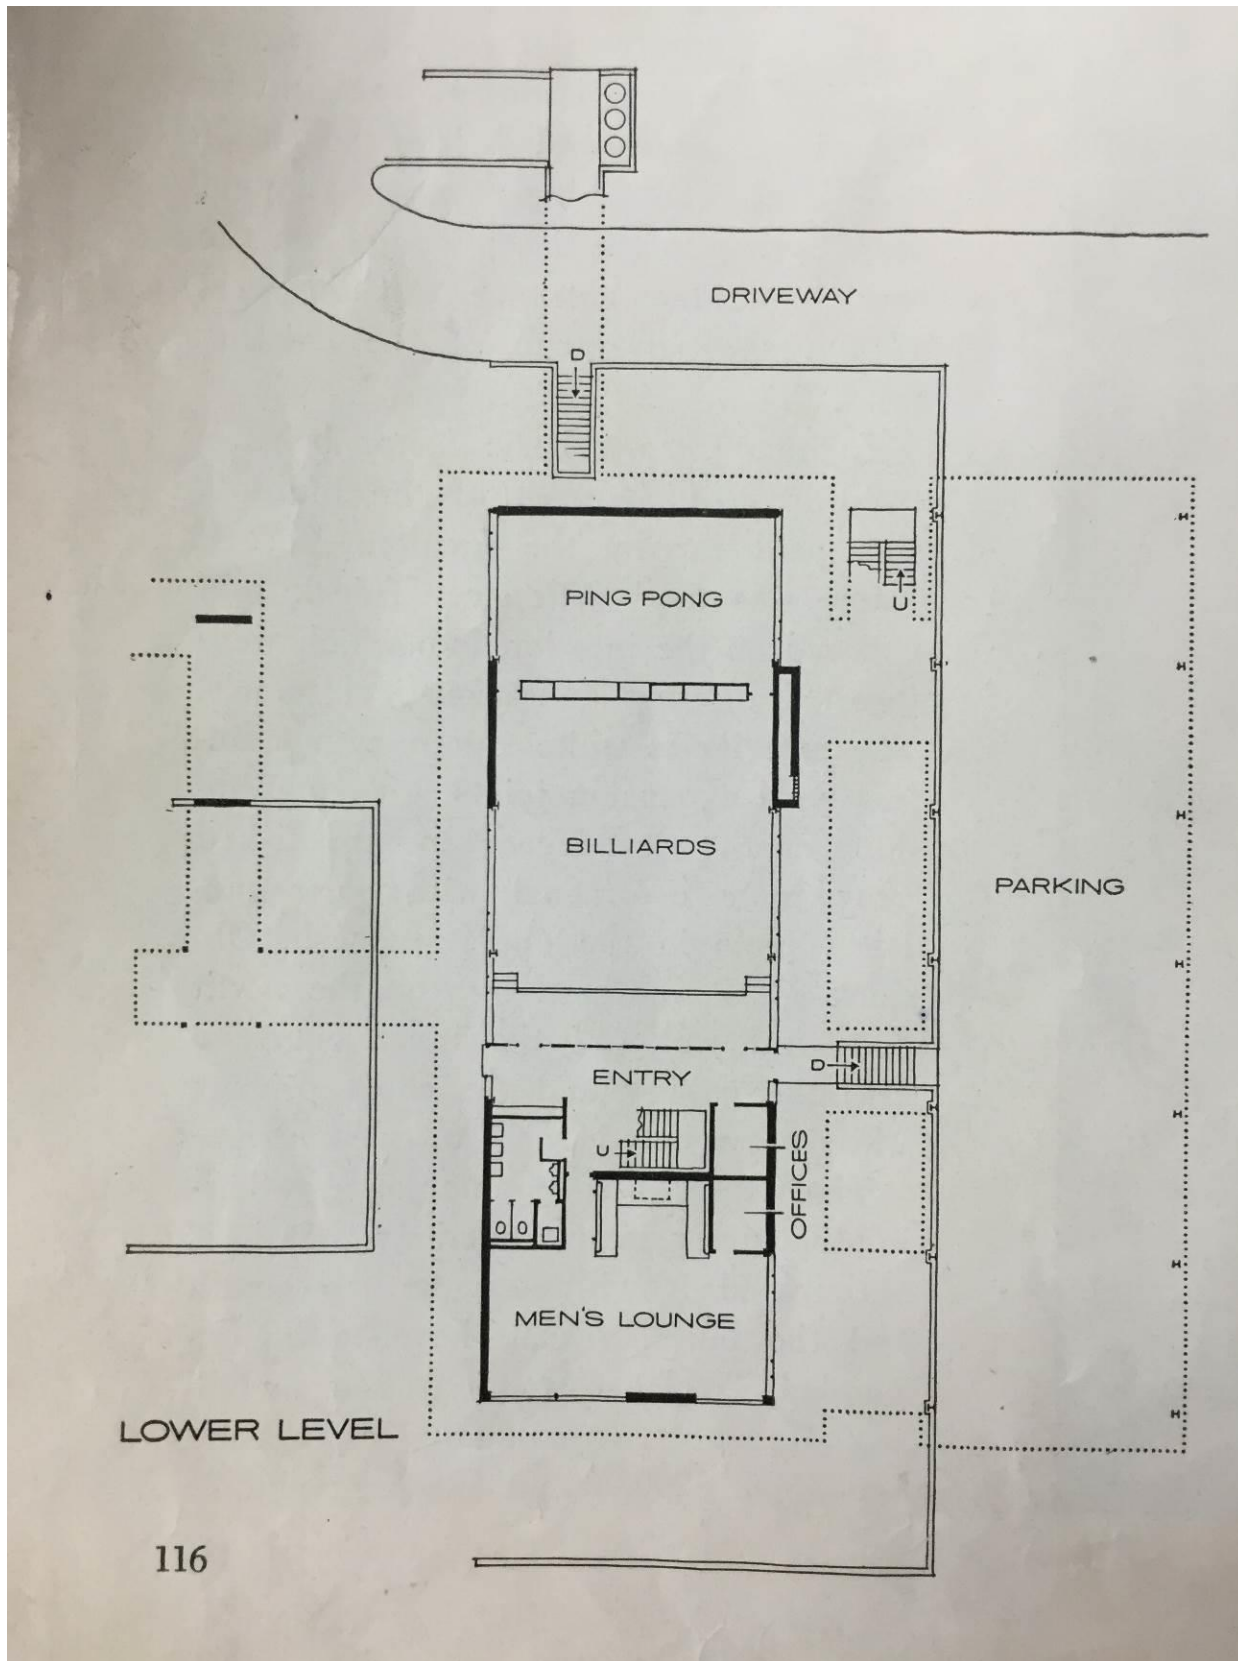 DRIVEWAY
D
PING PONG
U
BILLIARDS
PARKING
ENTRY
D
U
OFFICES
MEN'S LOUNGE
LOWER LEVEL
116